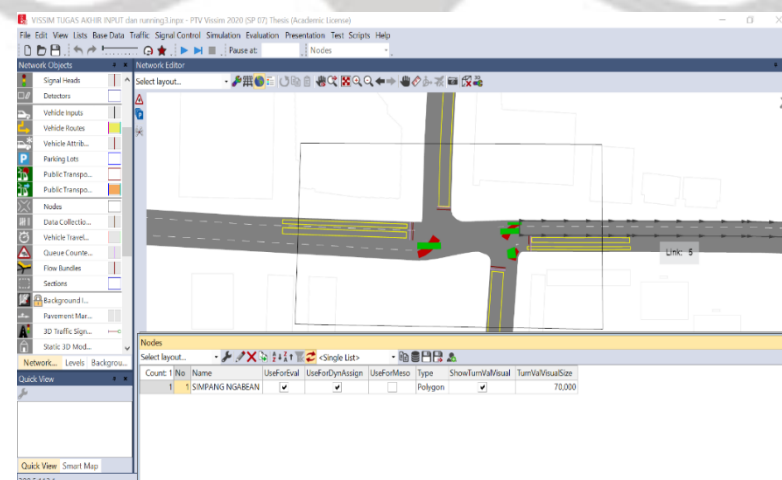 VISSIM TUGAS AKHIR INPUT dan running3.inpx - PTV Vissim 2020 (SP 07) Thesis (Academic License)
File Edit View Lists Base Data Traffic Signal Control Simulation Evaluation Presentation Test Scripts Help
Pause at: Nodes
Network Objects Network Editor
Signal Heads Select layout...
Detectors
Vehicle Inputs
Vehicle Routes
Vehicle Attrib...
Parking Lots
Public Transpo...
Public Transpo...
Nodes
Data Collectio...
Vehicle Travel...
Queue Counte...
Link: 5
Flow Bundles
Sections
Background I...
Pavement Mar...
3D Traffic Sign...
Static 3D Mod...
Nodes
Select layout... <Single List>
Network... Levels Backgrou...
Count: 1 No Name UseForEval UseForDynAssign UseForMeso Type ShowTurnValVisual TurnValVisualSize
Quick View
1 1 SIMPANG NGABEAN Polygon 70,000
Quick View Smart Map